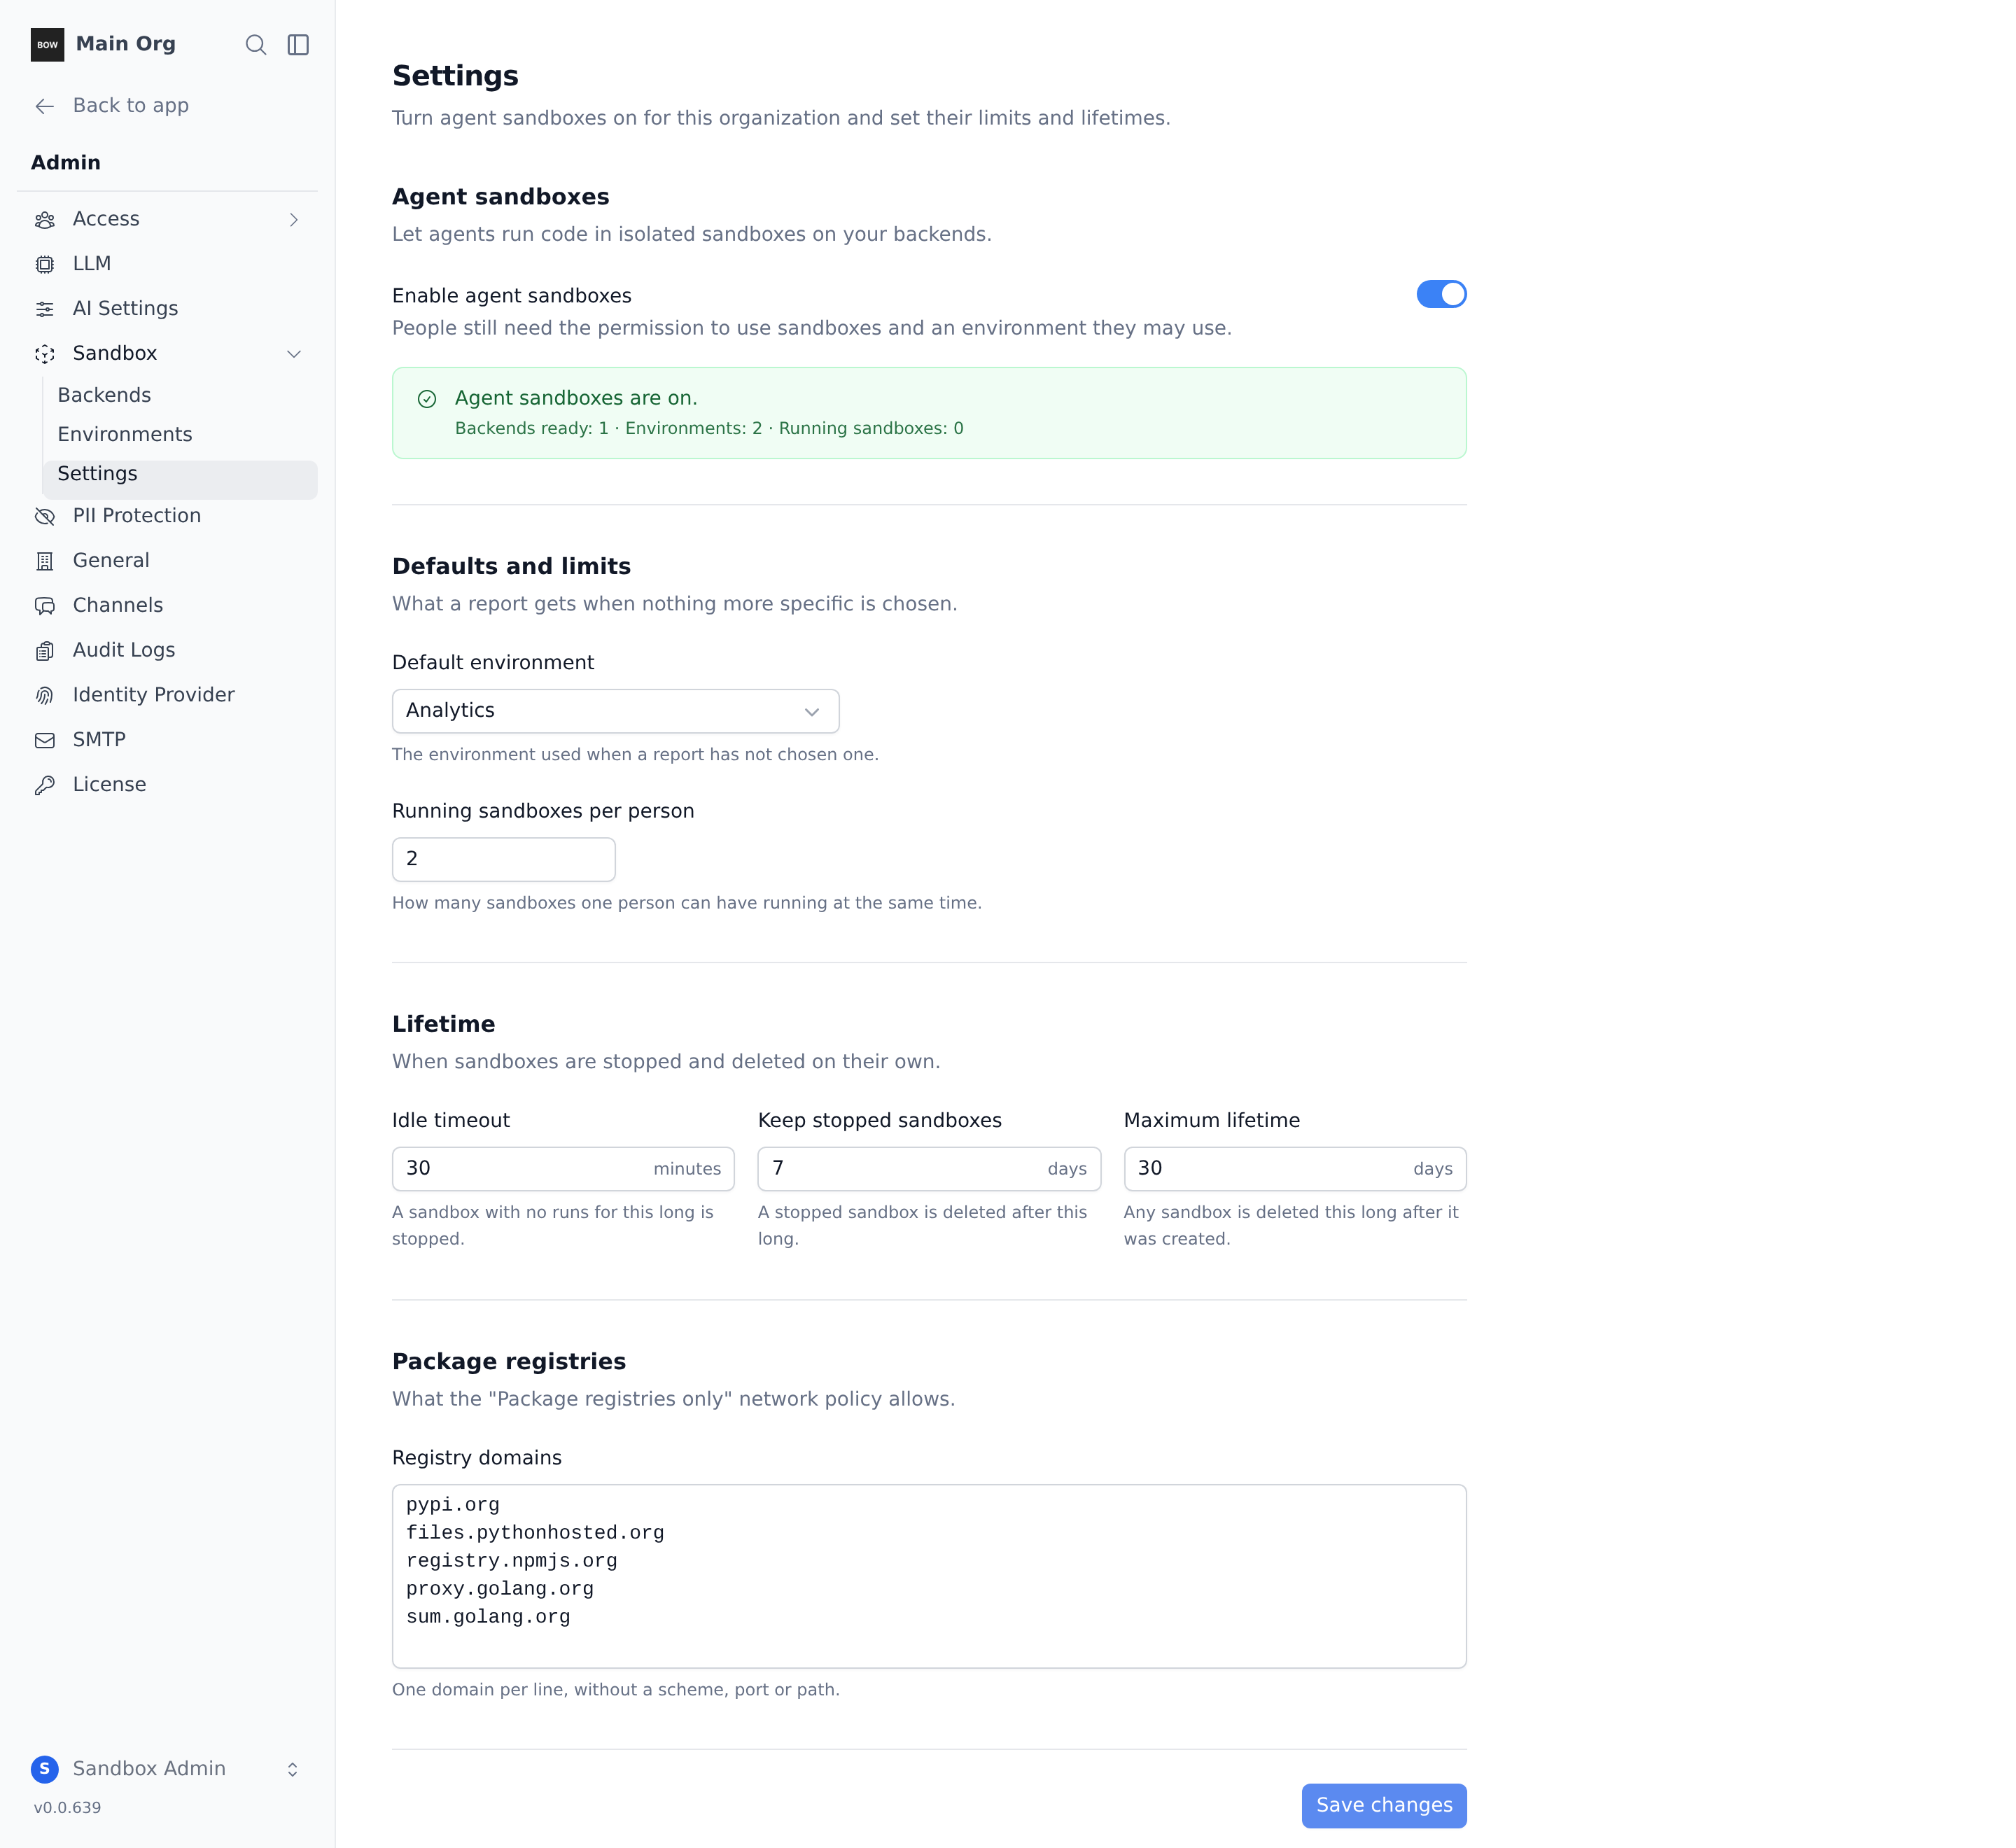 BOW
Main Org
Back to app
Admin
Access
LLM
AI Settings
Sandbox
Backends
Environments
Settings
PII Protection
General
Channels
Audit Logs
Identity Provider
SMTP
License
S
Sandbox Admin
v0.0.639
Settings
Turn agent sandboxes on for this organization and set their limits and lifetimes.
Agent sandboxes
Let agents run code in isolated sandboxes on your backends.
Enable agent sandboxes
People still need the permission to use sandboxes and an environment they may use.
Agent sandboxes are on.
Backends ready: 1 · Environments: 2 · Running sandboxes: 0
Defaults and limits
What a report gets when nothing more specific is chosen.
Default environment
Analytics
The environment used when a report has not chosen one.
Running sandboxes per person
2
How many sandboxes one person can have running at the same time.
Lifetime
When sandboxes are stopped and deleted on their own.
Idle timeout
30 minutes
A sandbox with no runs for this long is
stopped.
Keep stopped sandboxes
7 days
A stopped sandbox is deleted after this
long.
Maximum lifetime
30 days
Any sandbox is deleted this long after it
was created.
Package registries
What the "Package registries only" network policy allows.
Registry domains
pypi.org
files.pythonhosted.org
registry.npmjs.org
proxy.golang.org
sum.golang.org
One domain per line, without a scheme, port or path.
Save changes